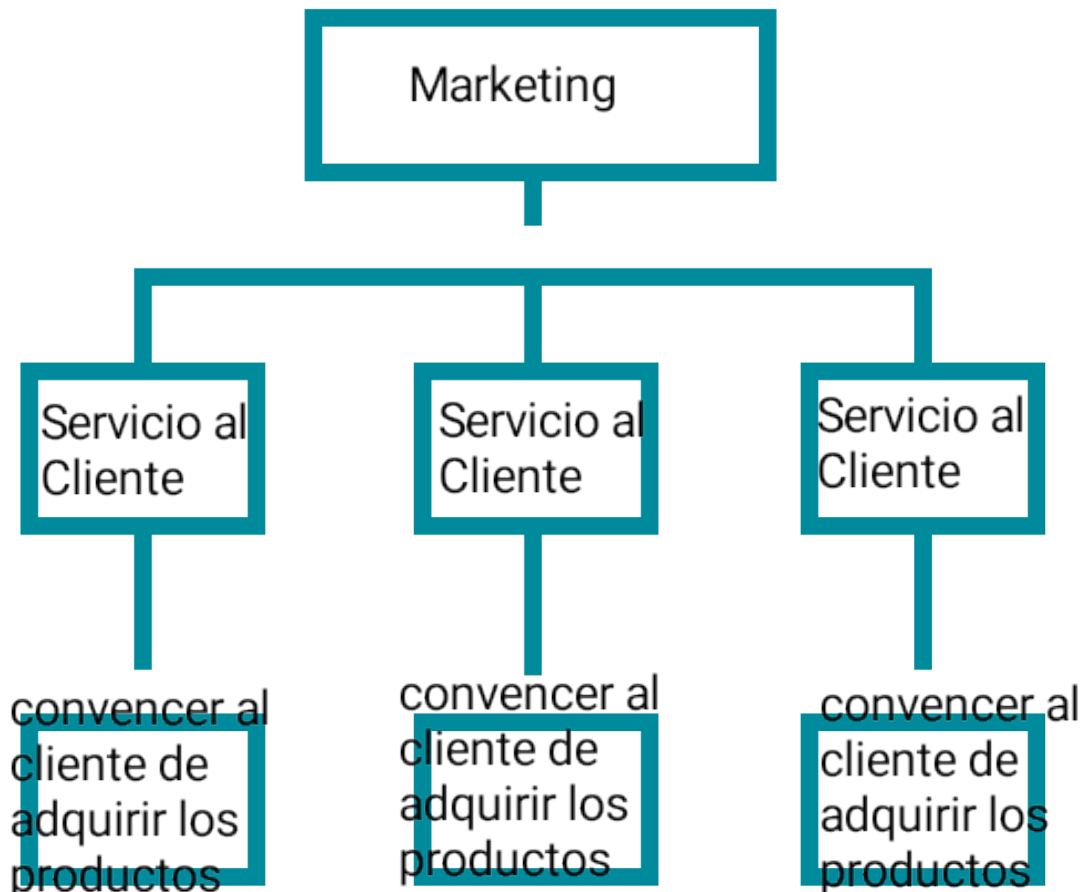 Marketing
Servicio al
Cliente
Servicio al
Cliente
Servicio al
Cliente
convencer al
cliente de
adquirir los
productos
convencer al
cliente de
adquirir los
productos
convencer al
cliente de
adquirir los
productos